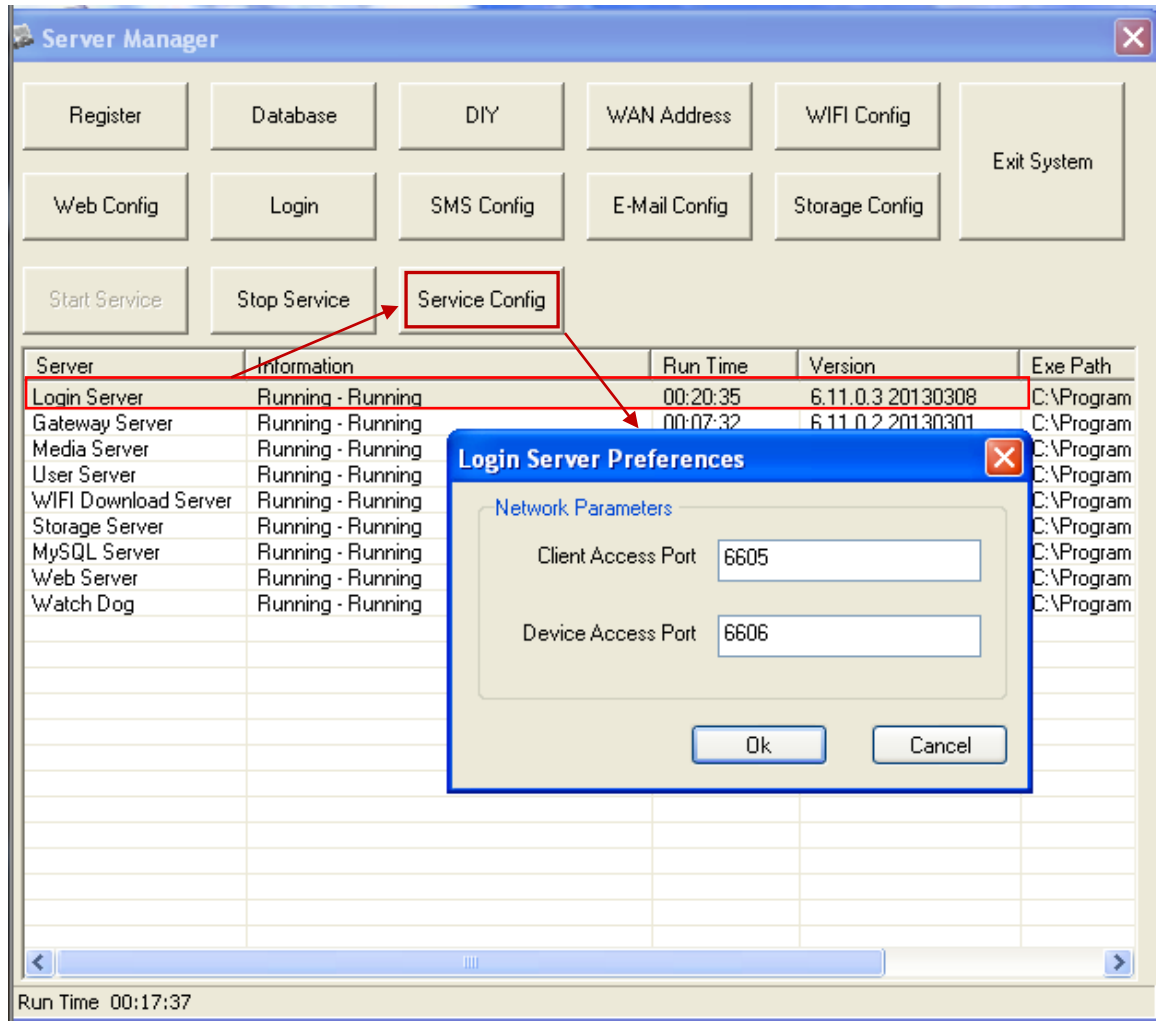 Server Manager
Register Database DIY WAN Address WIFI Config
Exit System
Web Config Login SMS Config E-Mail Config Storage Config
Start Service Stop Service Service Config
Server Information Run Time Version Exe Path
Login Server Running - Running 00:20:35 6.11.0.3 20130308 C:\Program
Gateway Server Running - Running 00:07:32 6.11.0.2 20130301 C:\Program
Media Server Running - Running C:\Program
User Server Running - Running C:\Program
WIFI Download Server Running - Running C:\Program
Storage Server Running - Running C:\Program
MySQL Server Running - Running C:\Program
Web Server Running - Running C:\Program
Watch Dog Running - Running C:\Program
Login Server Preferences
Network Parameters
Client Access Port 6605
Device Access Port 6606
Ok Cancel
Run Time 00:17:37